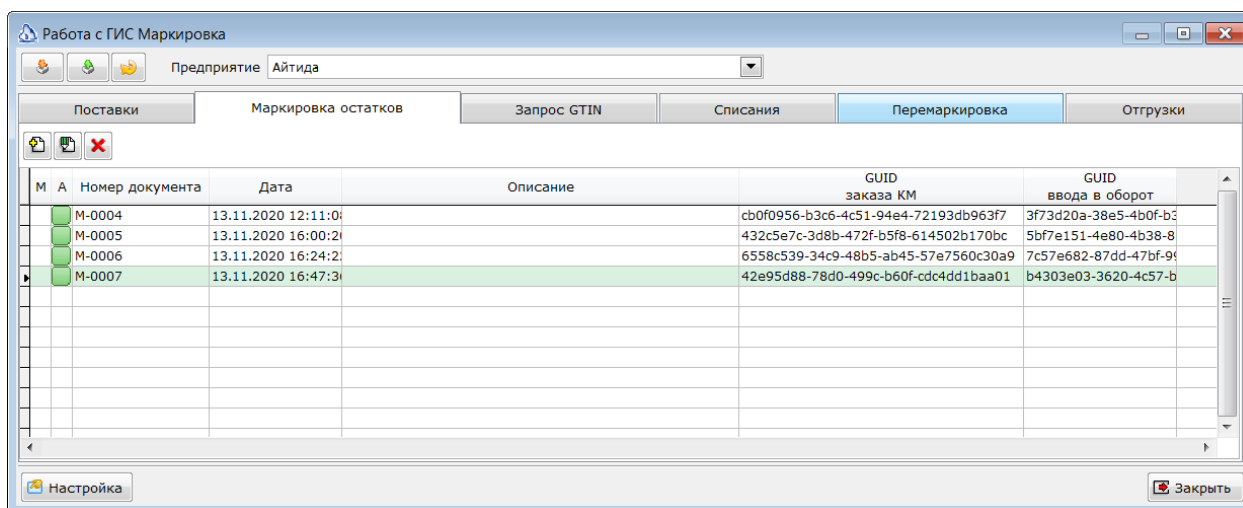 Работа с ГИС Маркировка
Предприятие Айтида
Поставки Маркировка остатков Запрос GTIN Списания Перемаркировка Отгрузки
М А Номер документа Дата Описание GUID заказа КМ GUID ввода в оборот
М-0004 13.11.2020 12:11:0 cb0f0956-b3c6-4c51-94e4-72193db963f7 3f73d20a-38e5-4b0f-b3
М-0005 13.11.2020 16:00:2 432c5e7c-3d8b-472f-b5f8-614502b170bc 5bf7e151-4e80-4b38-8
М-0006 13.11.2020 16:24:2 6558c539-34c9-48b5-ab45-57e7560c30a9 7c57e682-87dd-47bf-9
М-0007 13.11.2020 16:47:3 42e95d88-78d0-499c-b60f-cdc4dd1baa01 b4303e03-3620-4c57-b
Настройка Закрыть